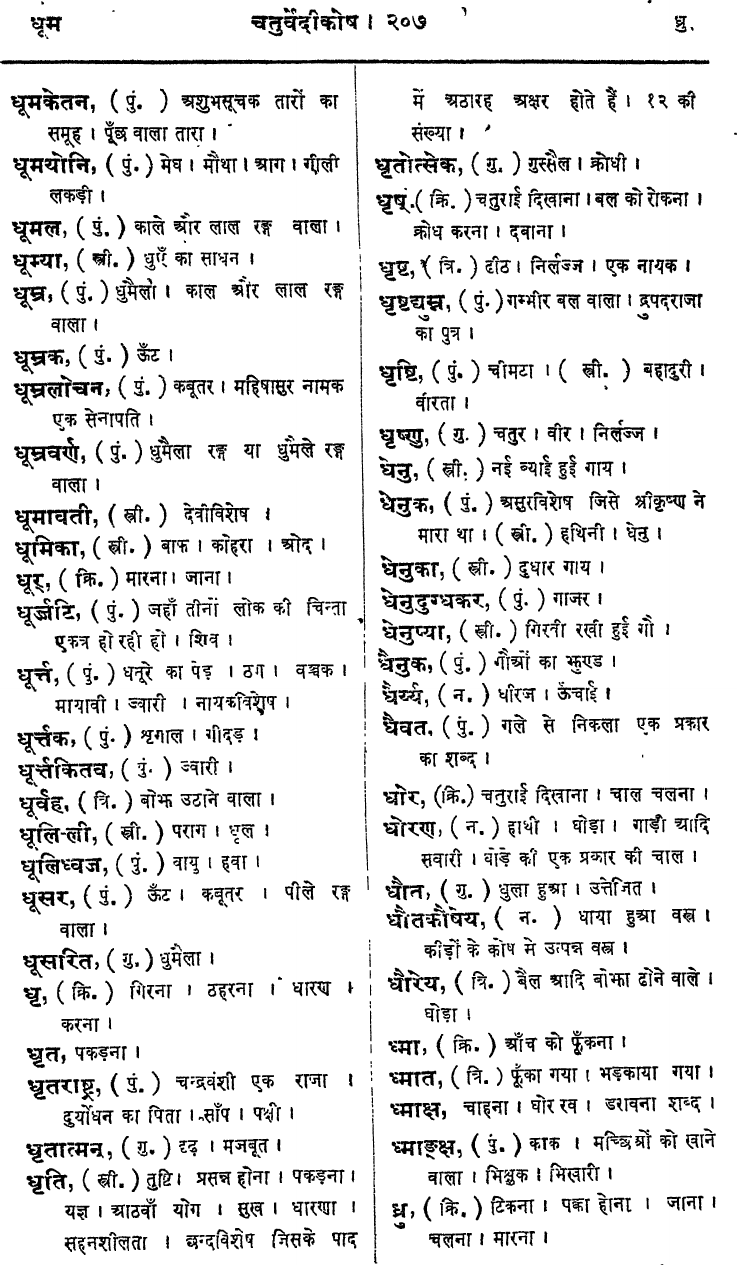 धूम
चतुर्वेदीकोष। २०७
ध्रु.
धूमकेतन, ( पुं. ) अशुभसूचक तारों का
समूह । पूँछ वाला तारा ।
धूमयोनि, ( पुं. ) मेघ । मौथा । आग । गीली
लकड़ी ।
धूमल, ( पुं. ) काले और लाल रङ्ग वाला ।
धूम्या, ( स्त्री. ) धुएँ का साधन ।
धूम्र, ( पुं. ) धुमैला । काल और लाल रङ्ग
वाला ।
धूम्रक, ( पुं. ) ऊँट ।
धूम्रलोचन, ( पुं. ) कबूतर । महिषासुर नामक
एक सेनापति ।
धूम्रवर्ण, ( पुं. ) धुमैला रङ्ग या धुमैले रङ्ग
वाला ।
धूमावती, ( स्त्री. ) देवीविशेष ।
धूमिका, ( स्त्री. ) बाफ । कोहरा । ओद ।
धूर्, ( क्रि. ) मारना । जाना ।
धूर्ज्जटि, ( पुं. ) जहाँ तीनों लोक की चिन्ता
एकत्र हो रही हो । शिव ।
धूर्त्त, ( पुं. ) धतूरे का पेड़ । ठग । वञ्चक ।
मायावी । ज्वारी । नायकविशेष ।
धूर्त्तक, ( पुं. ) शृगाल । गीदड़ ।
धूर्त्तकितव, ( पुं. ) ज्वारी ।
धूर्वह, ( त्रि. ) बोझ उठाने वाला ।
धूलि-ली, ( स्त्री. ) पराग । धूल ।
धूलिध्वज, ( पुं. ) वायु । हवा ।
धूसर, ( पुं. ) ऊँट । कबूतर । पीले रङ्ग
वाला ।
धूसरित, ( गु. ) धुमैला ।
धृ, ( क्रि. ) गिरना । ठहरना । धारण ।
करना ।
धृत, पकड़ना ।
धृतराष्ट्र, ( पुं. ) चन्द्रवंशी एक राजा ।
दुर्योधन का पिता । साँप । पक्षी ।
धृतात्मन्, ( गु. ) दृढ़ । मजबूत ।
धृति, ( स्त्री. ) तुष्टि । प्रसन्न होना । पकड़ना ।
यज्ञ । आठवाँ योग । सुख । धारणा ।
सहनशीलता । छन्दविशेष जिसके पाद
में अठारह अक्षर होते हैं । १२ की
संख्या ।
धृतोत्सेक, ( गु. ) गुस्सैल । क्रोधी ।
धृष्, ( क्रि. ) चतुराई दिखाना । बल को रोकना ।
क्रोध करना । दबाना ।
धृष्ट, ( त्रि. ) ढीठ । निर्लज्ज । एक नायक ।
धृष्टद्युम्न, ( पुं. ) गम्भीर बल वाला । द्रुपदराजा
का पुत्र ।
धृष्टि, ( पुं. ) चीमटा । ( स्त्री. ) बहादुरी ।
वीरता ।
धृष्णु, ( गु. ) चतुर । वीर । निर्लज्ज ।
धेनु, ( स्त्री. ) नई ब्याई हुई गाय ।
धेनुक, ( पुं. ) असुरविशेष जिसे श्रीकृष्ण ने
मारा था । ( स्त्री. ) हथिनी । धेनु ।
धेनुका, ( स्त्री. ) दुधार गाय ।
धेनुदुग्धकर, ( पुं. ) गाजर ।
धेनुष्या, ( स्त्री. ) गिरवी रखी हुई गौ ।
धैनुक, ( पुं. ) गौओं का झुण्ड ।
धैर्य्य, ( न. ) धीरज । ऊँचाई ।
धैवत, ( पुं. ) गले से निकला एक प्रकार
का शब्द ।
धोर, (क्रि.) चतुराई दिखाना । चाल चलना ।
धोरण, ( न. ) हाथी । घोड़ा । गाड़ी आदि
सवारी । घोड़े की एक प्रकार की चाल ।
धौत, ( गु. ) धुला हुआ । उत्तेजित ।
धौतकौषेय, ( न. ) धाया हुआ वस्त्र ।
कीड़ों के कोष मे उत्पन्न वस्त्र ।
धौरेय, ( त्रि. ) बैल आदि बोझा ढोने वाले ।
घोड़ा ।
ध्मा, ( क्रि. ) आँच को फूँकना ।
ध्मात, ( त्रि. ) फूँका गया । भड़काया गया ।
ध्माक्ष, चाहना । घोर रव । डरावना शब्द ।
ध्माङ्क्ष, ( पुं. ) काक । मच्छिओं को खाने
वाला । भिक्षुक । भिखारी ।
ध्रु, ( क्रि. ) टिकना । पक्का होना । जाना ।
चलना । मारना ।